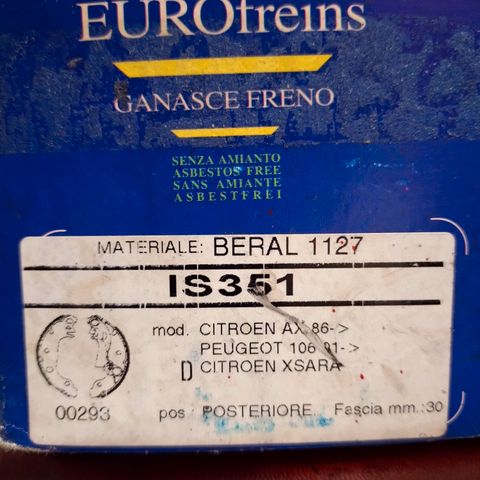 EUROfreins
GANASCE FRENO
SENZA AMIANTO
ASBESTOS FREE
SANS AMIANTE
ASBESTFREI
MATERIALE: BERAL 1127
IS351
mod. CITROEN AX 86->
PEUGEOT 106 91->
D CITROEN XSARA
00293 pos: POSTERIORE. Fascia mm.:30